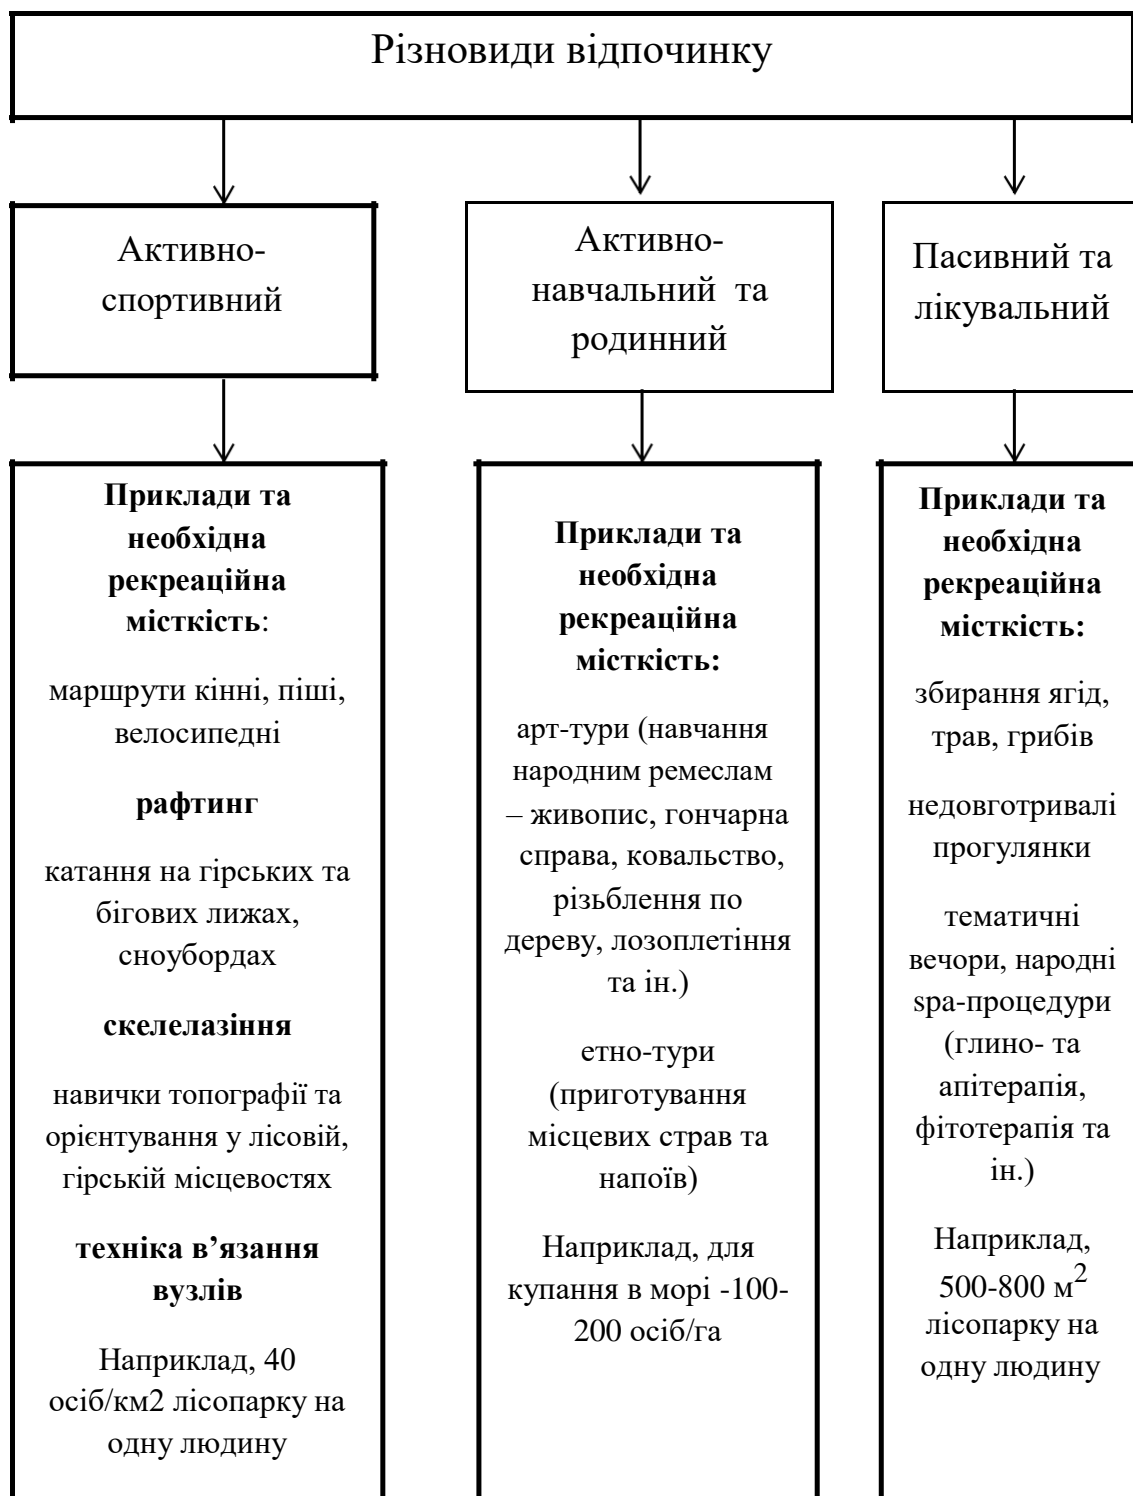 Різновиди відпочинку
Активно-
спортивний
Активно-
навчальний та
родинний
Пасивний та
лікувальний
Приклади та
необхідна
рекреаційна
місткість:
маршрути кінні, піші,
велосипедні
рафтинг
катання на гірських та
бігових лижах,
сноубордах
скелелазіння
навички топографії та
орієнтування у лісовій,
гірській місцевостях
техніка в’язання
вузлів
Наприклад, 40
осіб/км2 лісопарку на
одну людину
Приклади та
необхідна
рекреаційна
місткість:
арт-тури (навчання
народним ремеслам
– живопис, гончарна
справа, ковальство,
різьблення по
дереву, лозоплетіння
та ін.)
етно-тури
(приготування
місцевих страв та
напоїв)
Наприклад, для
купання в морі -100-
200 осіб/га
Приклади та
необхідна
рекреаційна
місткість:
збирання ягід,
трав, грибів
недовготривалі
прогулянки
тематичні
вечори, народні
spa-процедури
(глино- та
апітерапія,
фітотерапія та
ін.)
Наприклад,
500-800 м²
лісопарку на
одну людину